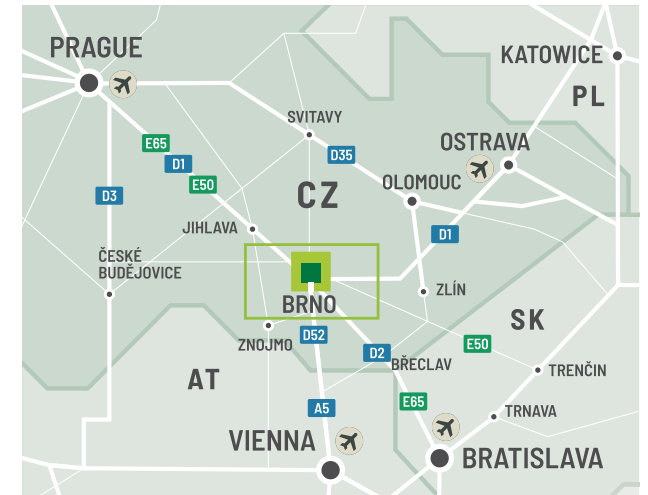 PRAGUE
KATOWICE
PL
SVITAVY
E65
D1
D35
OSTRAVA
E50
OLOMOUC
D3
CZ
JIHLAVA
D1
ČESKÉ
BUDĚJOVICE
ZLÍN
BRNO
SK
D52
ZNOJMO
D2
E50
BŘECLAV
AT
TRENČIN
E65
A5
TRNAVA
VIENNA
BRATISLAVA